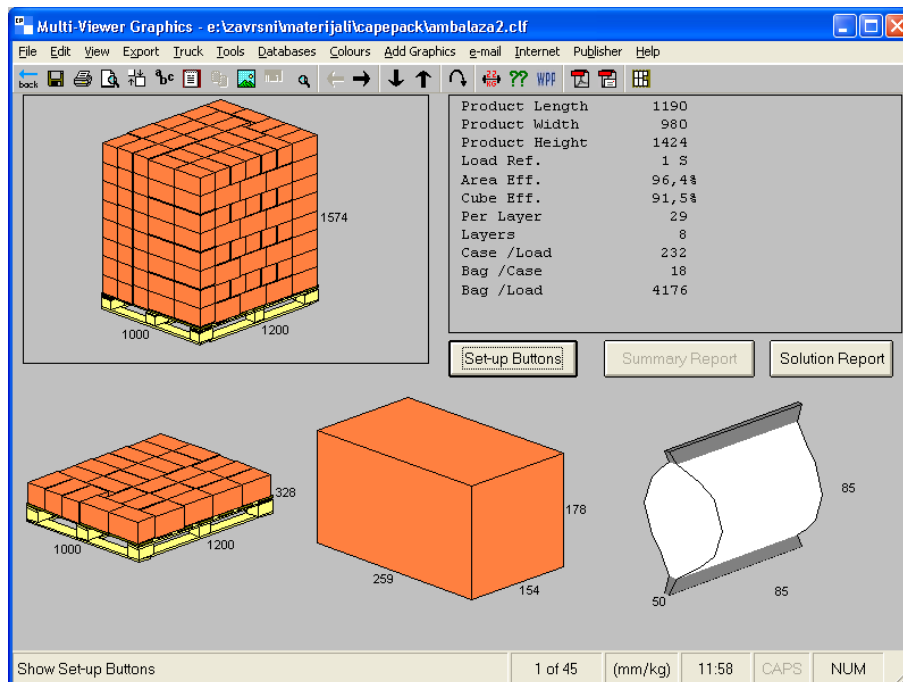 Multi-Viewer Graphics - e:\zavrsni\materijali\capepack\ambalaza2.clf
File Edit View Export Truck Tools Databases Colours Add Graphics e-mail Internet Publisher Help
back abc ?? WPP
1574
1000 1200
Product Length 1190
Product Width 980
Product Height 1424
Load Ref. 1 S
Area Eff. 96,4%
Cube Eff. 91,5%
Per Layer 29
Layers 8
Case /Load 232
Bag /Case 18
Bag /Load 4176
Set-up Buttons Summary Report Solution Report
328
1000 1200
178
259 154
85
50 85
Show Set-up Buttons 1 of 45 (mm/kg) 11:58 CAPS NUM